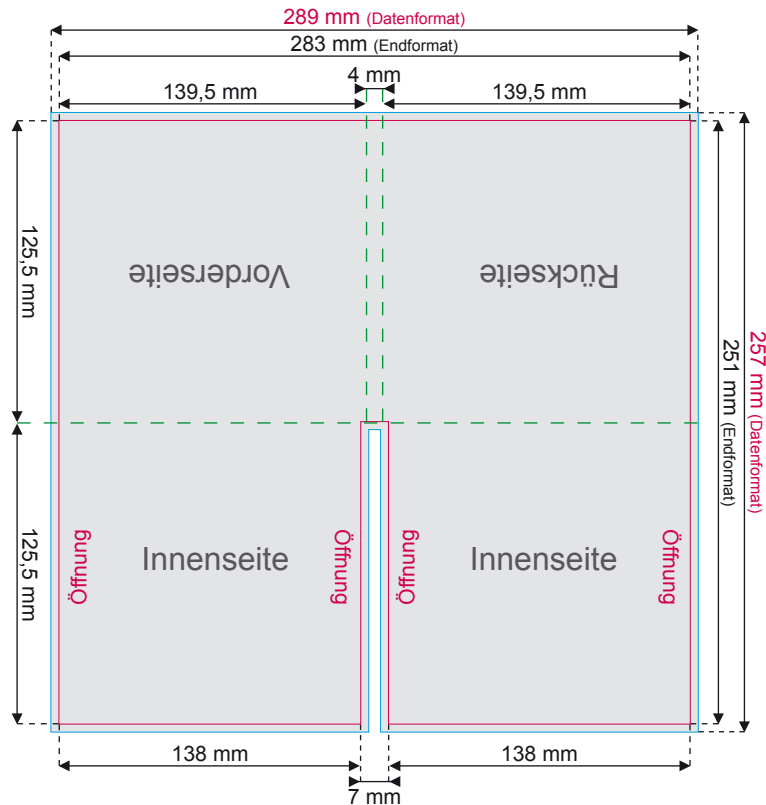 289 mm (Datenformat)
283 mm (Endformat)
4 mm
139,5 mm
139,5 mm
125,5 mm
Vorderseite
Rückseite
251 mm (Endformat)
257 mm (Datenformat)
125,5 mm
Öffnung
Innenseite
Öffnung
Öffnung
Innenseite
Öffnung
138 mm
138 mm
7 mm